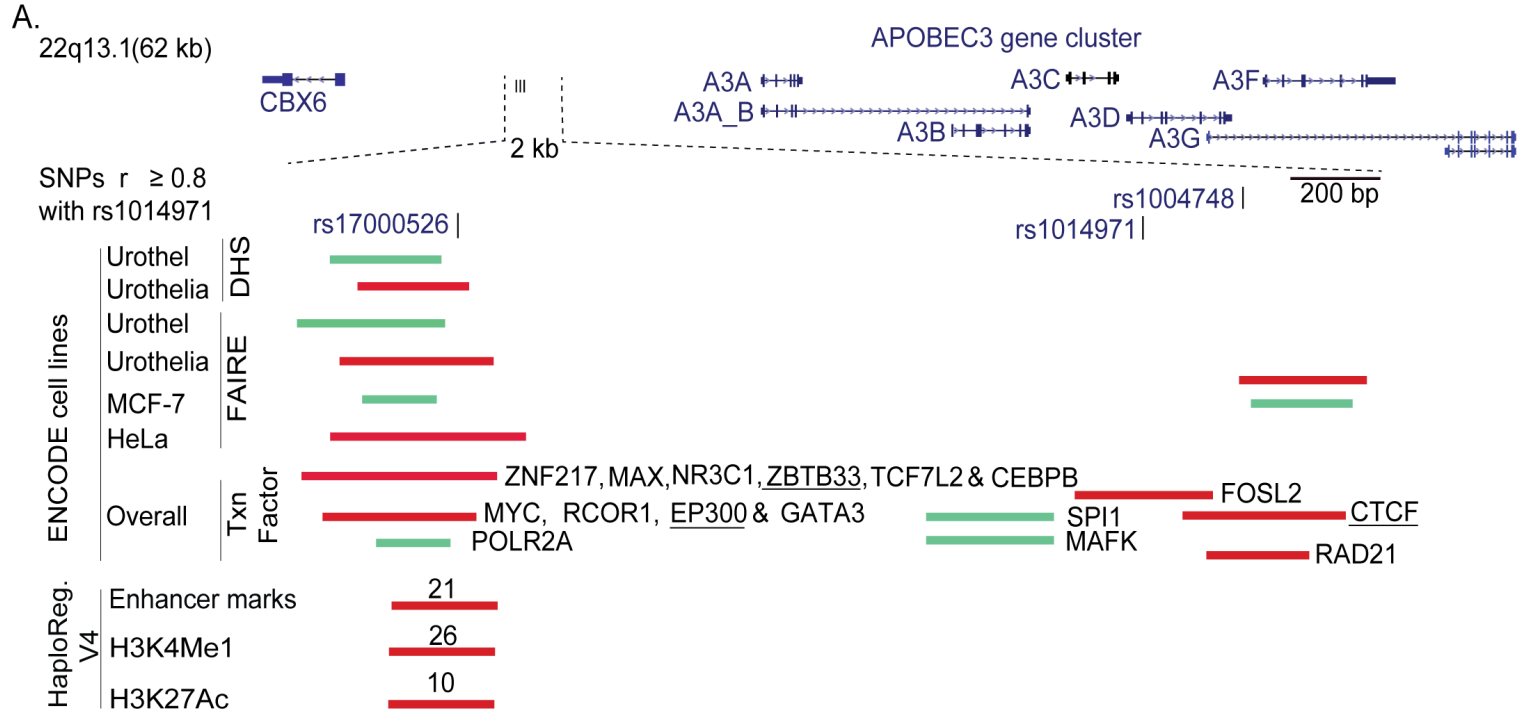 A.
22q13.1(62 kb)
APOBEC3 gene cluster
CBX6
A3A
A3C
A3F
A3A_B
A3B
A3D
A3G
2 kb
SNPs r ≥ 0.8
with rs1014971
200 bp
rs1004748
rs17000526
rs1014971
ENCODE cell lines
DHS
Urothel
Urothelia
FAIRE
Urothel
Urothelia
MCF-7
HeLa
Txn
Factor
Overall
ZNF217, MAX, NR3C1, ZBTB33, TCF7L2 & CEBPB
FOSL2
MYC, RCOR1, EP300 & GATA3
SPI1
CTCF
POLR2A
MAFK
RAD21
HaploReg.
V4
Enhancer marks
21
H3K4Me1
26
H3K27Ac
10